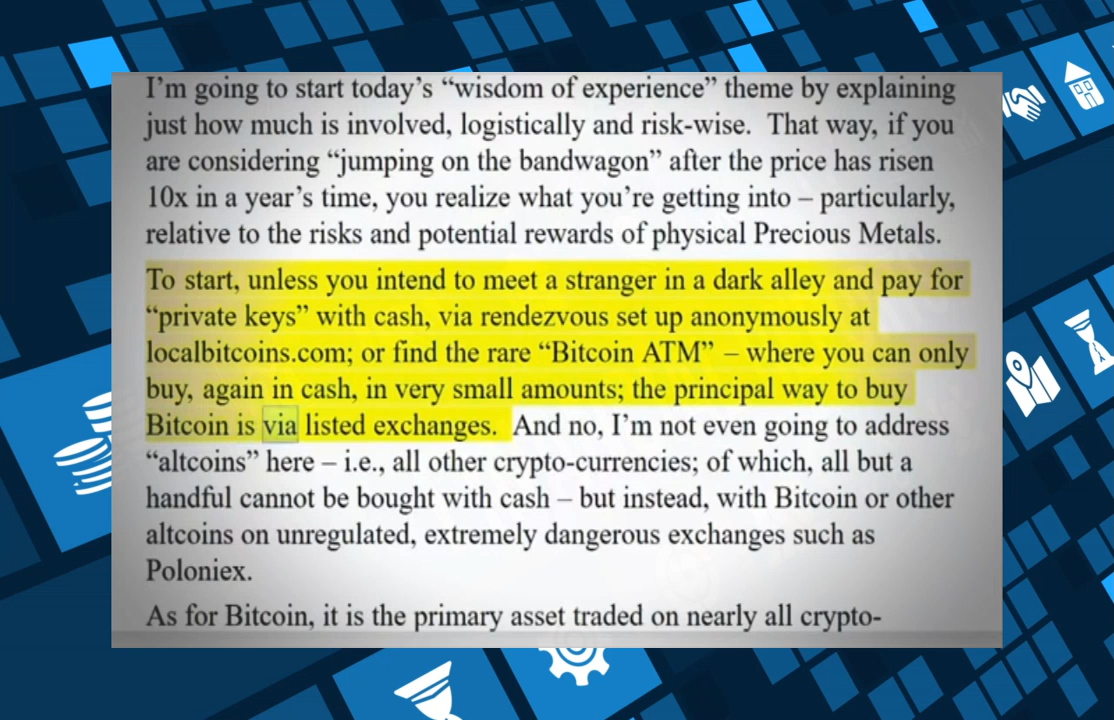 I’m going to start today’s “wisdom of experience” theme by explaining
just how much is involved, logistically and risk-wise.  That way, if you
are considering “jumping on the bandwagon” after the price has risen
10x in a year’s time, you realize what you’re getting into – particularly,
relative to the risks and potential rewards of physical Precious Metals.
To start, unless you intend to meet a stranger in a dark alley and pay for
“private keys” with cash, via rendezvous set up anonymously at
localbitcoins.com; or find the rare “Bitcoin ATM” – where you can only
buy, again in cash, in very small amounts; the principal way to buy
Bitcoin is via listed exchanges.  And no, I’m not even going to address
“altcoins” here – i.e., all other crypto-currencies; of which, all but a
handful cannot be bought with cash – but instead, with Bitcoin or other
altcoins on unregulated, extremely dangerous exchanges such as
Poloniex.
As for Bitcoin, it is the primary asset traded on nearly all crypto-